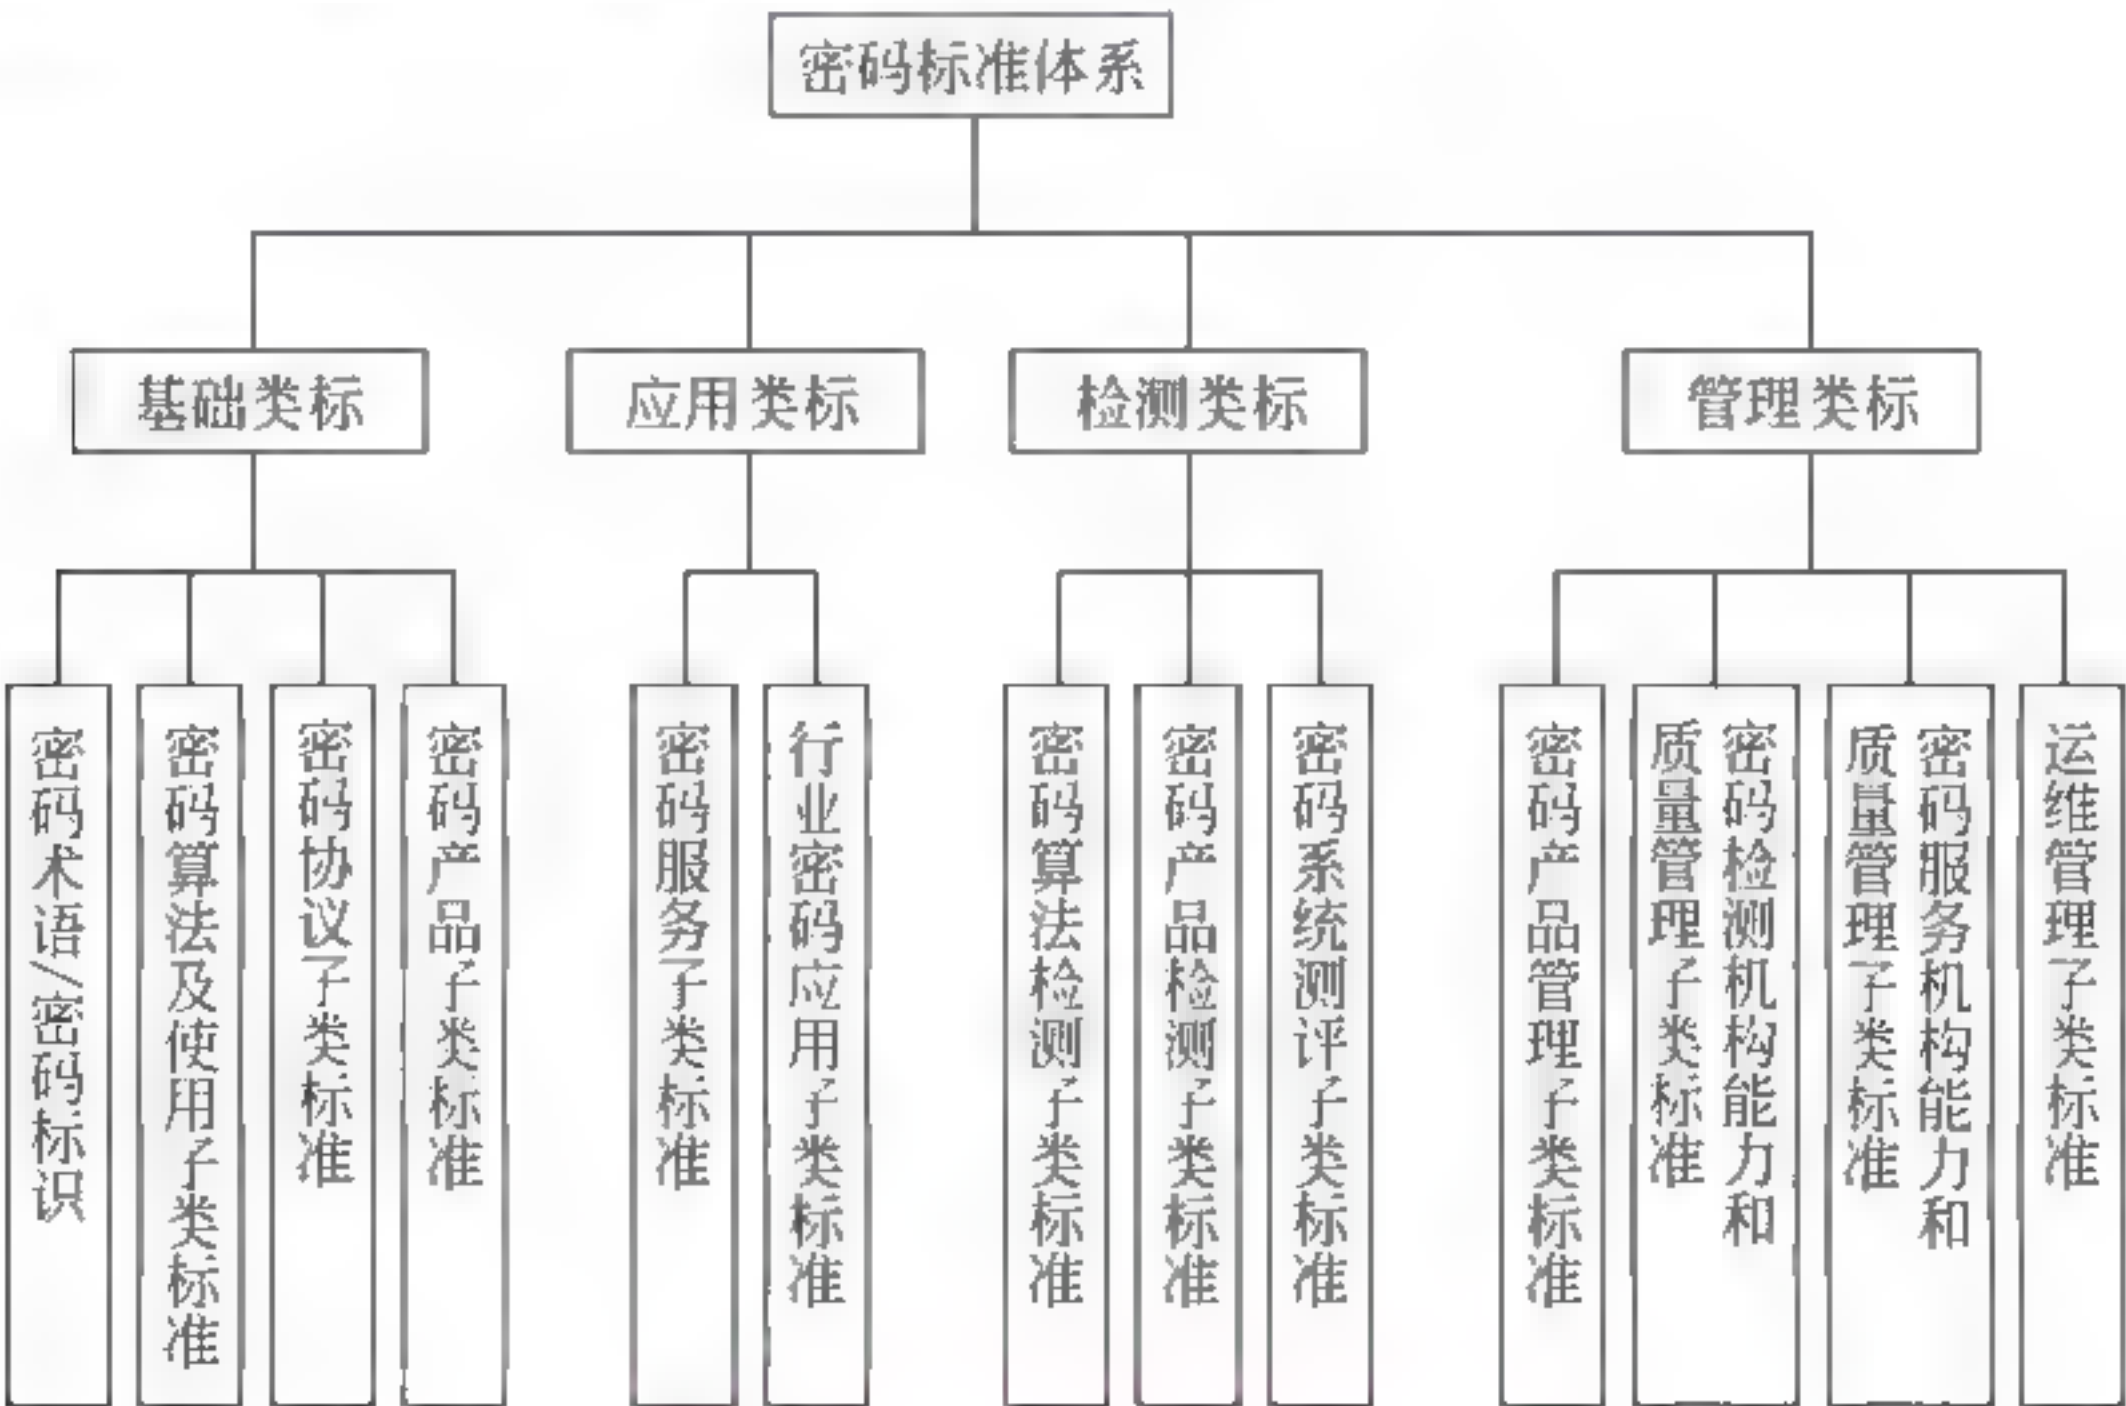 密码标准体系
基础类标
应用类标
检测类标
管理类标
密码术语/密码标识
密码算法及使用子类标准
密码协议子类标准
密码产品子类标准
密码服务子类标准
行业密码应用子类标准
密码算法检测子类标准
密码产品检测子类标准
密码系统测评子类标准
密码产品管理子类标准
密码检测机构能力和
质量管理子类标准
密码服务机构能力和
质量管理子类标准
运维管理子类标准